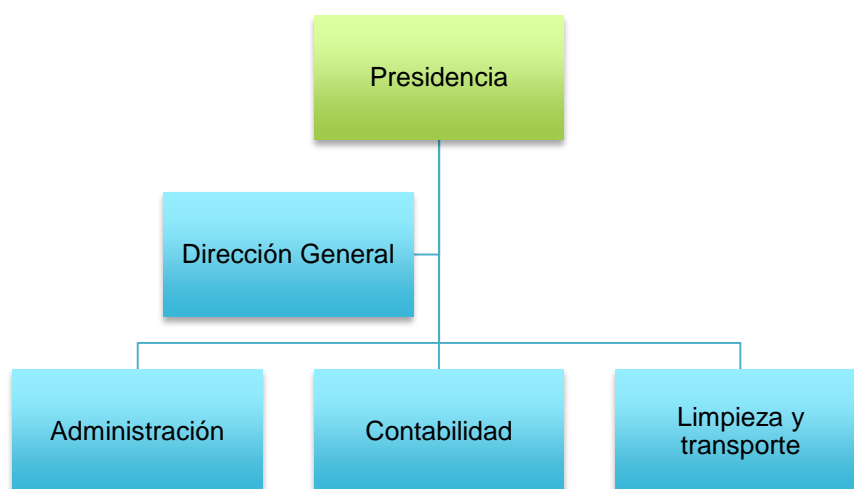 Presidencia
Dirección General
Administración
Contabilidad
Limpieza y
transporte